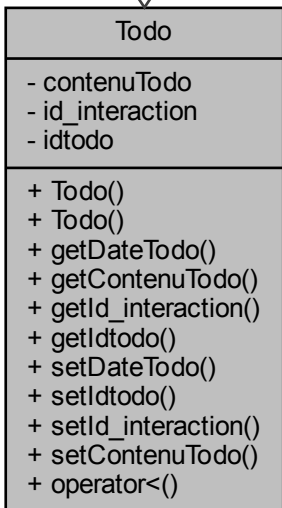 Todo
- contenuTodo
- id_interaction
- idtodo
+ Todo()
+ Todo()
+ getDateTodo()
+ getContenuTodo()
+ getId_interaction()
+ getIdtodo()
+ setDateTodo()
+ setIdtodo()
+ setId_interaction()
+ setContenuTodo()
+ operator<()